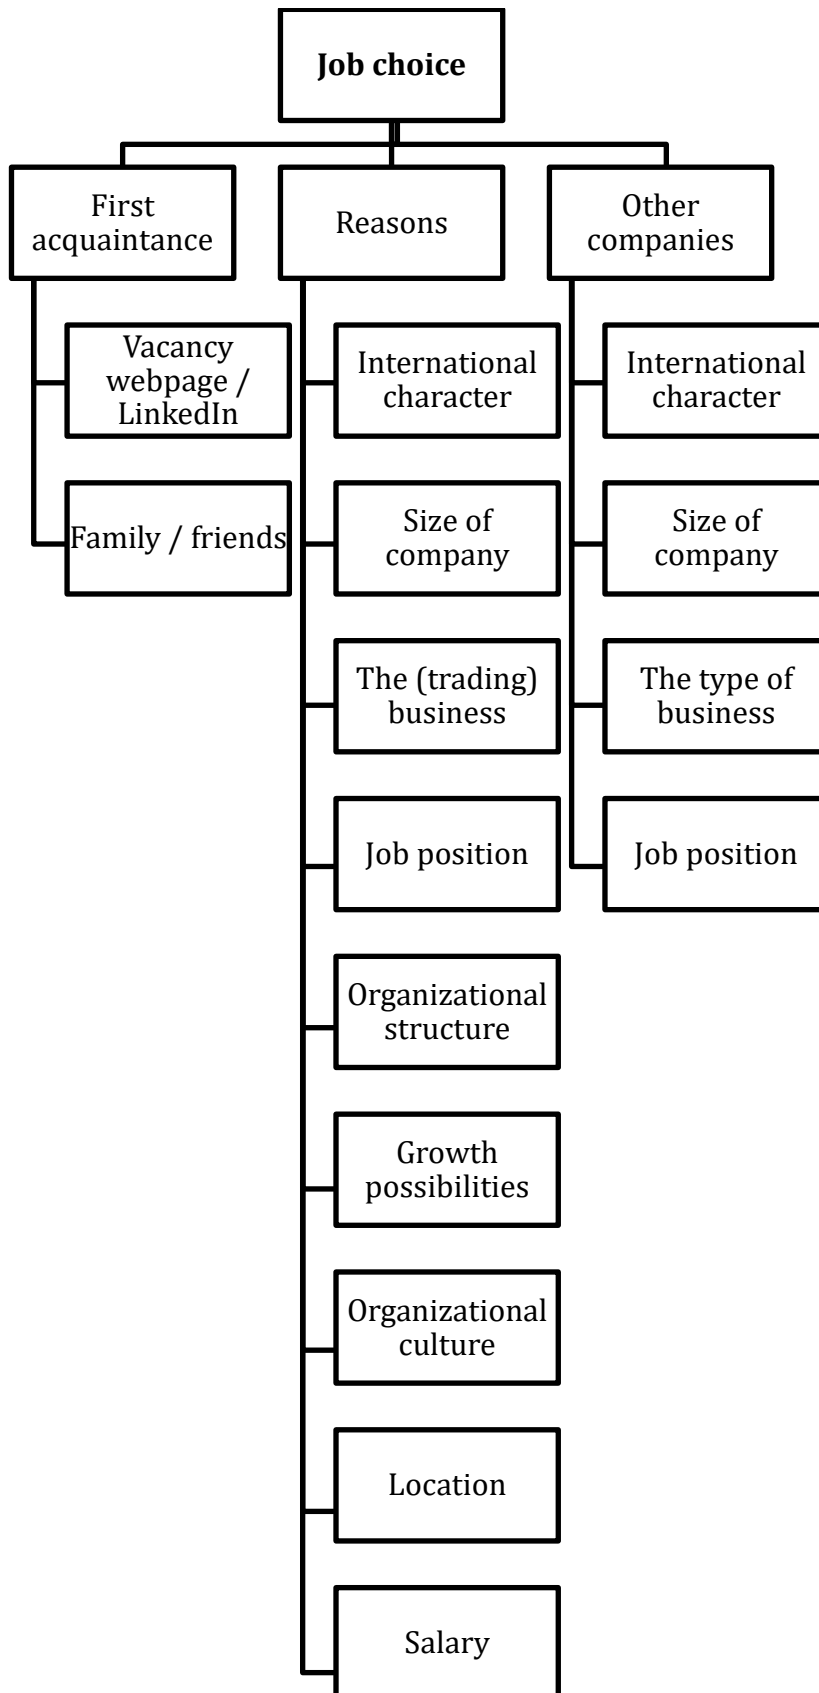 Job choice
First
acquaintance
Reasons
Other
companies
Vacancy
webpage /
LinkedIn
Family / friends
International
character
Size of
company
The (trading)
business
Job position
Organizational
structure
Growth
possibilities
Organizational
culture
Location
Salary
International
character
Size of
company
The type of
business
Job position